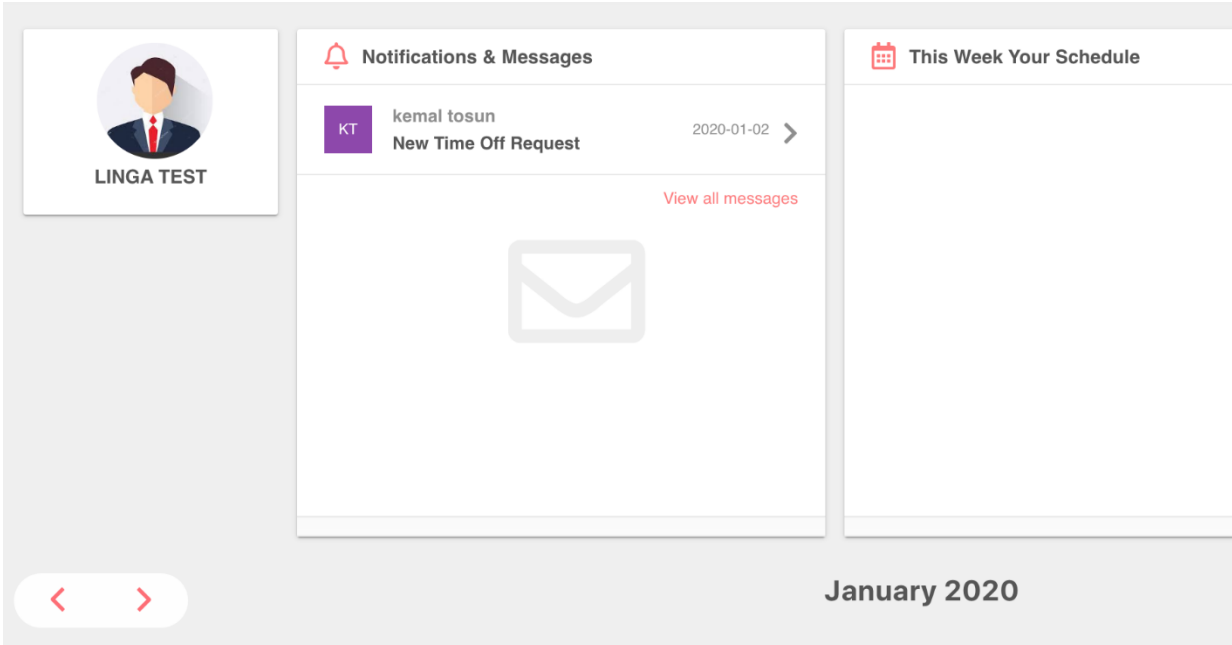 LINGA TEST
Notifications & Messages
KT
kemal tosun
New Time Off Request
2020-01-02
View all messages
This Week Your Schedule
January 2020